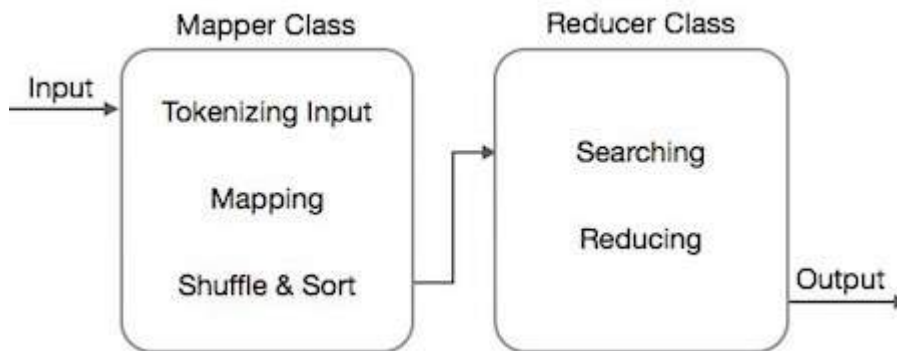 Mapper Class
Reducer Class
Input
Tokenizing Input
Mapping
Shuffle & Sort
Searching
Reducing
Output